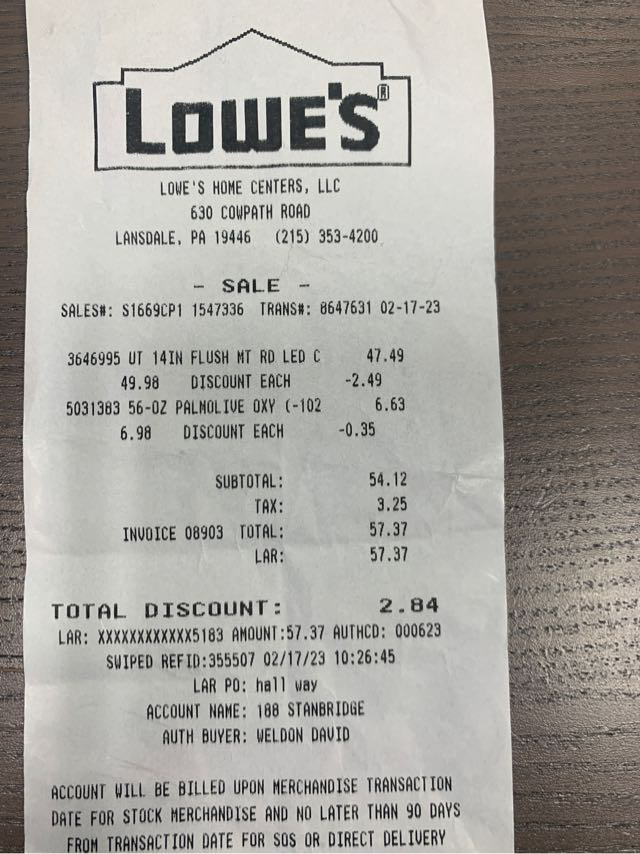 LOWE'S®
LOWE'S HOME CENTERS, LLC
630 COWPATH ROAD
LANSDALE, PA 19446 (215) 353-4200
- SALE -
SALES#: S1669CP1 1547336 TRANS#: 8647631 02-17-23
3646995 UT 14IN FLUSH MT RD LED C 47.49
49.98 DISCOUNT EACH -2.49
5031383 56-OZ PALMOLIVE OXY (-102 6.63
6.98 DISCOUNT EACH -0.35
SUBTOTAL: 54.12
TAX: 3.25
INVOICE 08903 TOTAL: 57.37
LAR: 57.37
TOTAL DISCOUNT: 2.84
LAR: XXXXXXXXXXXX5183 AMOUNT:57.37 AUTHCD: 000623
SWIPED REFID:355507 02/17/23 10:26:45
LAR PO: hall way
ACCOUNT NAME: 188 STANBRIDGE
AUTH BUYER: WELDON DAVID
ACCOUNT WILL BE BILLED UPON MERCHANDISE TRANSACTION
DATE FOR STOCK MERCHANDISE AND NO LATER THAN 90 DAYS
FROM TRANSACTION DATE FOR SOS OR DIRECT DELIVERY